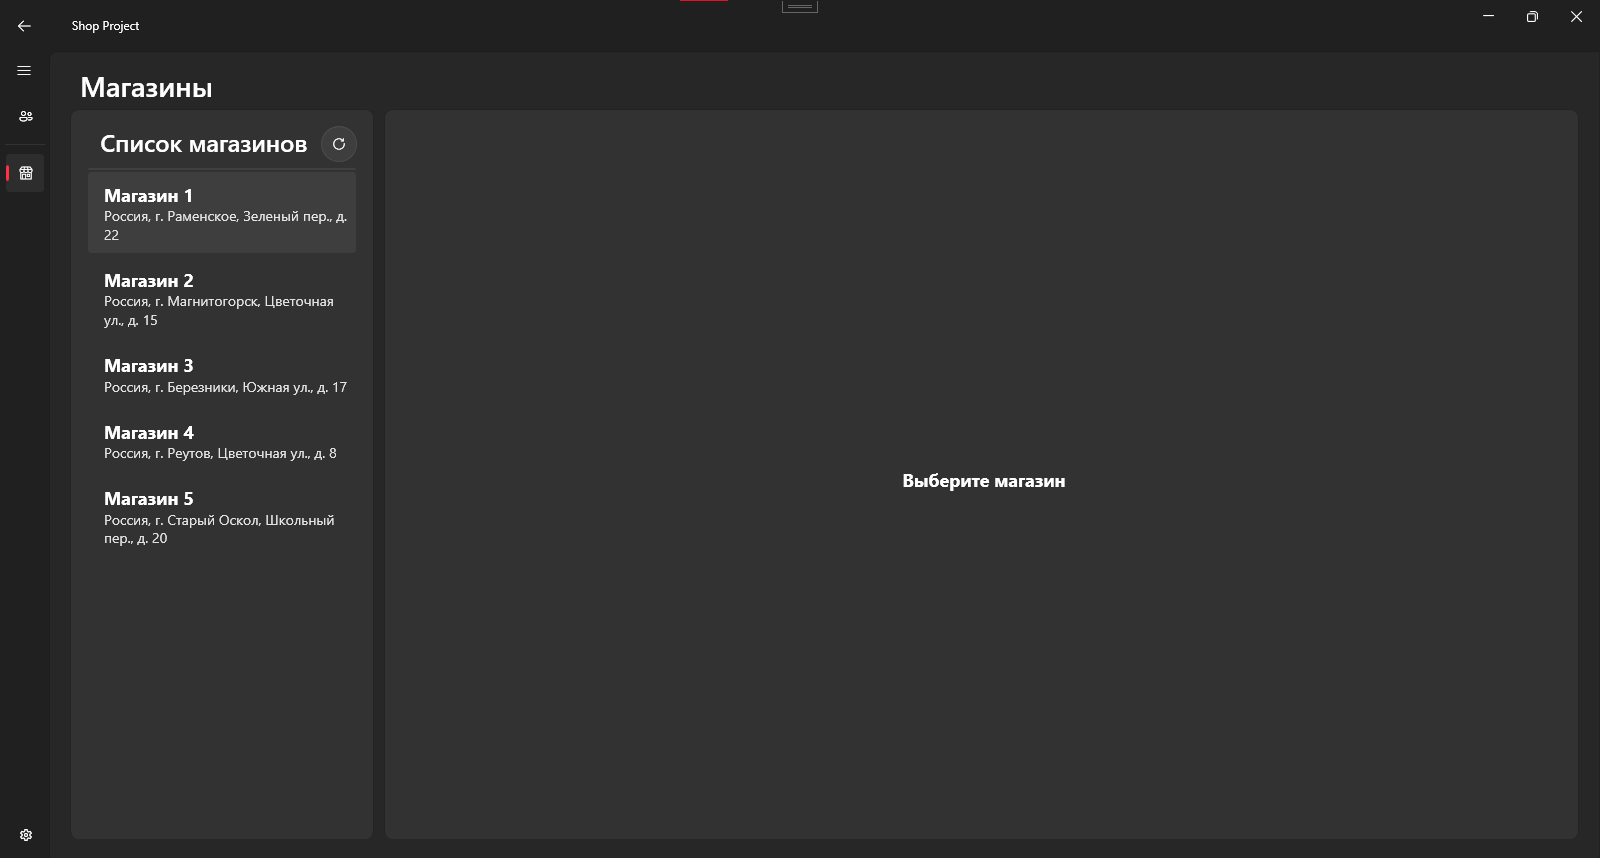 Shop Project
Магазины
Список магазинов
Магазин 1
Россия, г. Раменское, Зеленый пер., д.
22
Магазин 2
Россия, г. Магнитогорск, Цветочная
ул., д. 15
Магазин 3
Россия, г. Березники, Южная ул., д. 17
Магазин 4
Россия, г. Реутов, Цветочная ул., д. 8
Магазин 5
Россия, г. Старый Оскол, Школьный
пер., д. 20
Выберите магазин